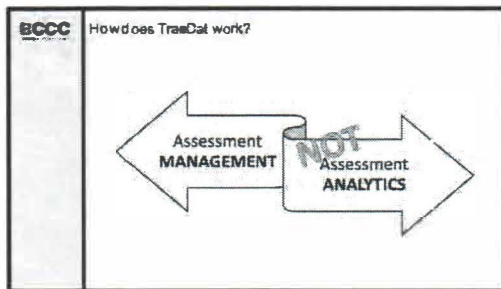 BCCC
How does TracDat work?
Assessment
MANAGEMENT
NOT
Assessment
ANALYTICS